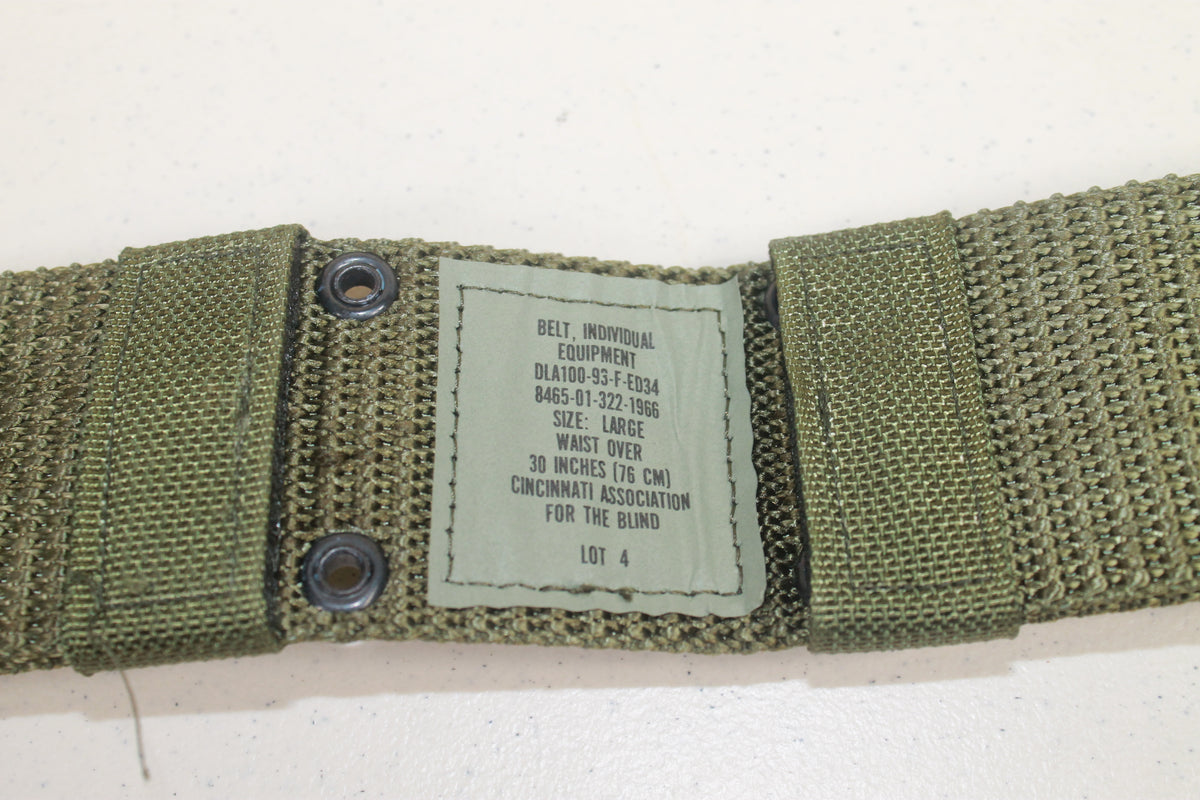 BELT, INDIVIDUAL
EQUIPMENT
DLA100-93-F-ED34
8465-01-322-1966
SIZE: LARGE
WAIST OVER
30 INCHES (76 CM)
CINCINNATI ASSOCIATION
FOR THE BLIND
LOT 4